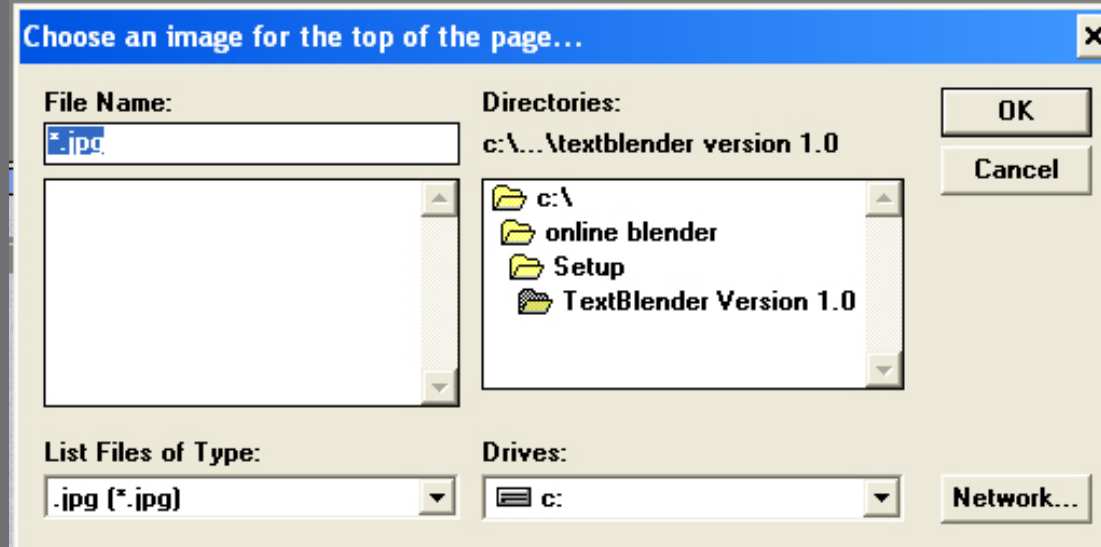 Choose an image for the top of the page...
File Name:
*.jpg
Directories:
c:\...\textblender version 1.0
OK
Cancel
c:\
online blender
Setup
TextBlender Version 1.0
List Files of Type:
.jpg (*.jpg)
Drives:
c:
Network...